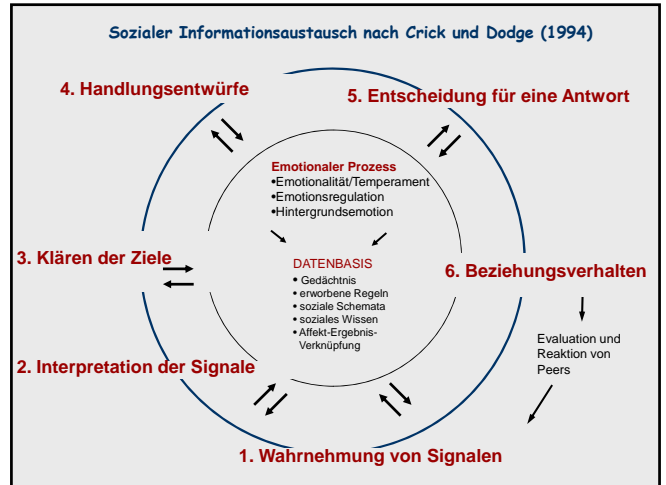 Sozialer Informationsaustausch nach Crick und Dodge (1994)
4. Handlungsentwürfe
5. Entscheidung für eine Antwort
Emotionaler Prozess
•Emotionalität/Temperament
•Emotionsregulation
•Hintergrundsemotion
3. Klären der Ziele
DATENBASIS
• Gedächtnis
• erworbene Regeln
• soziale Schemata
• soziales Wissen
• Affekt-Ergebnis-
Verknüpfung
6. Beziehungsverhalten
Evaluation und
Reaktion von
Peers
2. Interpretation der Signale
1. Wahrnehmung von Signalen